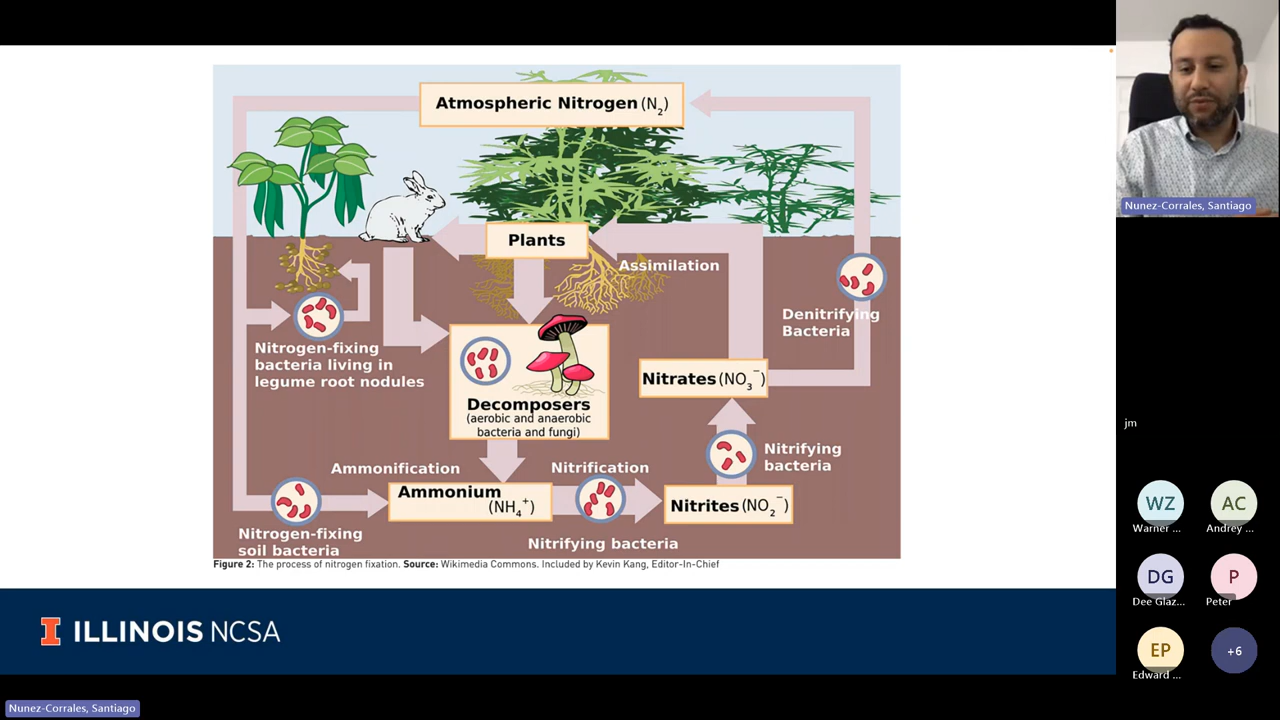 Atmospheric Nitrogen (N2)
Plants
Assimilation
Denitrifying
Bacteria
Nitrogen-fixing
bacteria living in
legume root nodules
Nitrates (NO3⁻)
Decomposers
(aerobic and anaerobic
bacteria and fungi)
Nitrifying
bacteria
Ammonification
Nitrification
Ammonium
(NH4⁺)
Nitrites (NO2⁻)
Nitrogen-fixing
soil bacteria
Nitrifying bacteria
Figure 2: The process of nitrogen fixation. Source: Wikimedia Commons. Included by Kevin Kang, Editor-In-Chief
I ILLINOIS NCSA
Nunez-Corrales, Santiago
Nunez-Corrales, Santiago
jm
WZ
Warner ...
AC
Andrey ...
DG
Dee Glaz...
P
Peter
EP
Edward ...
+6